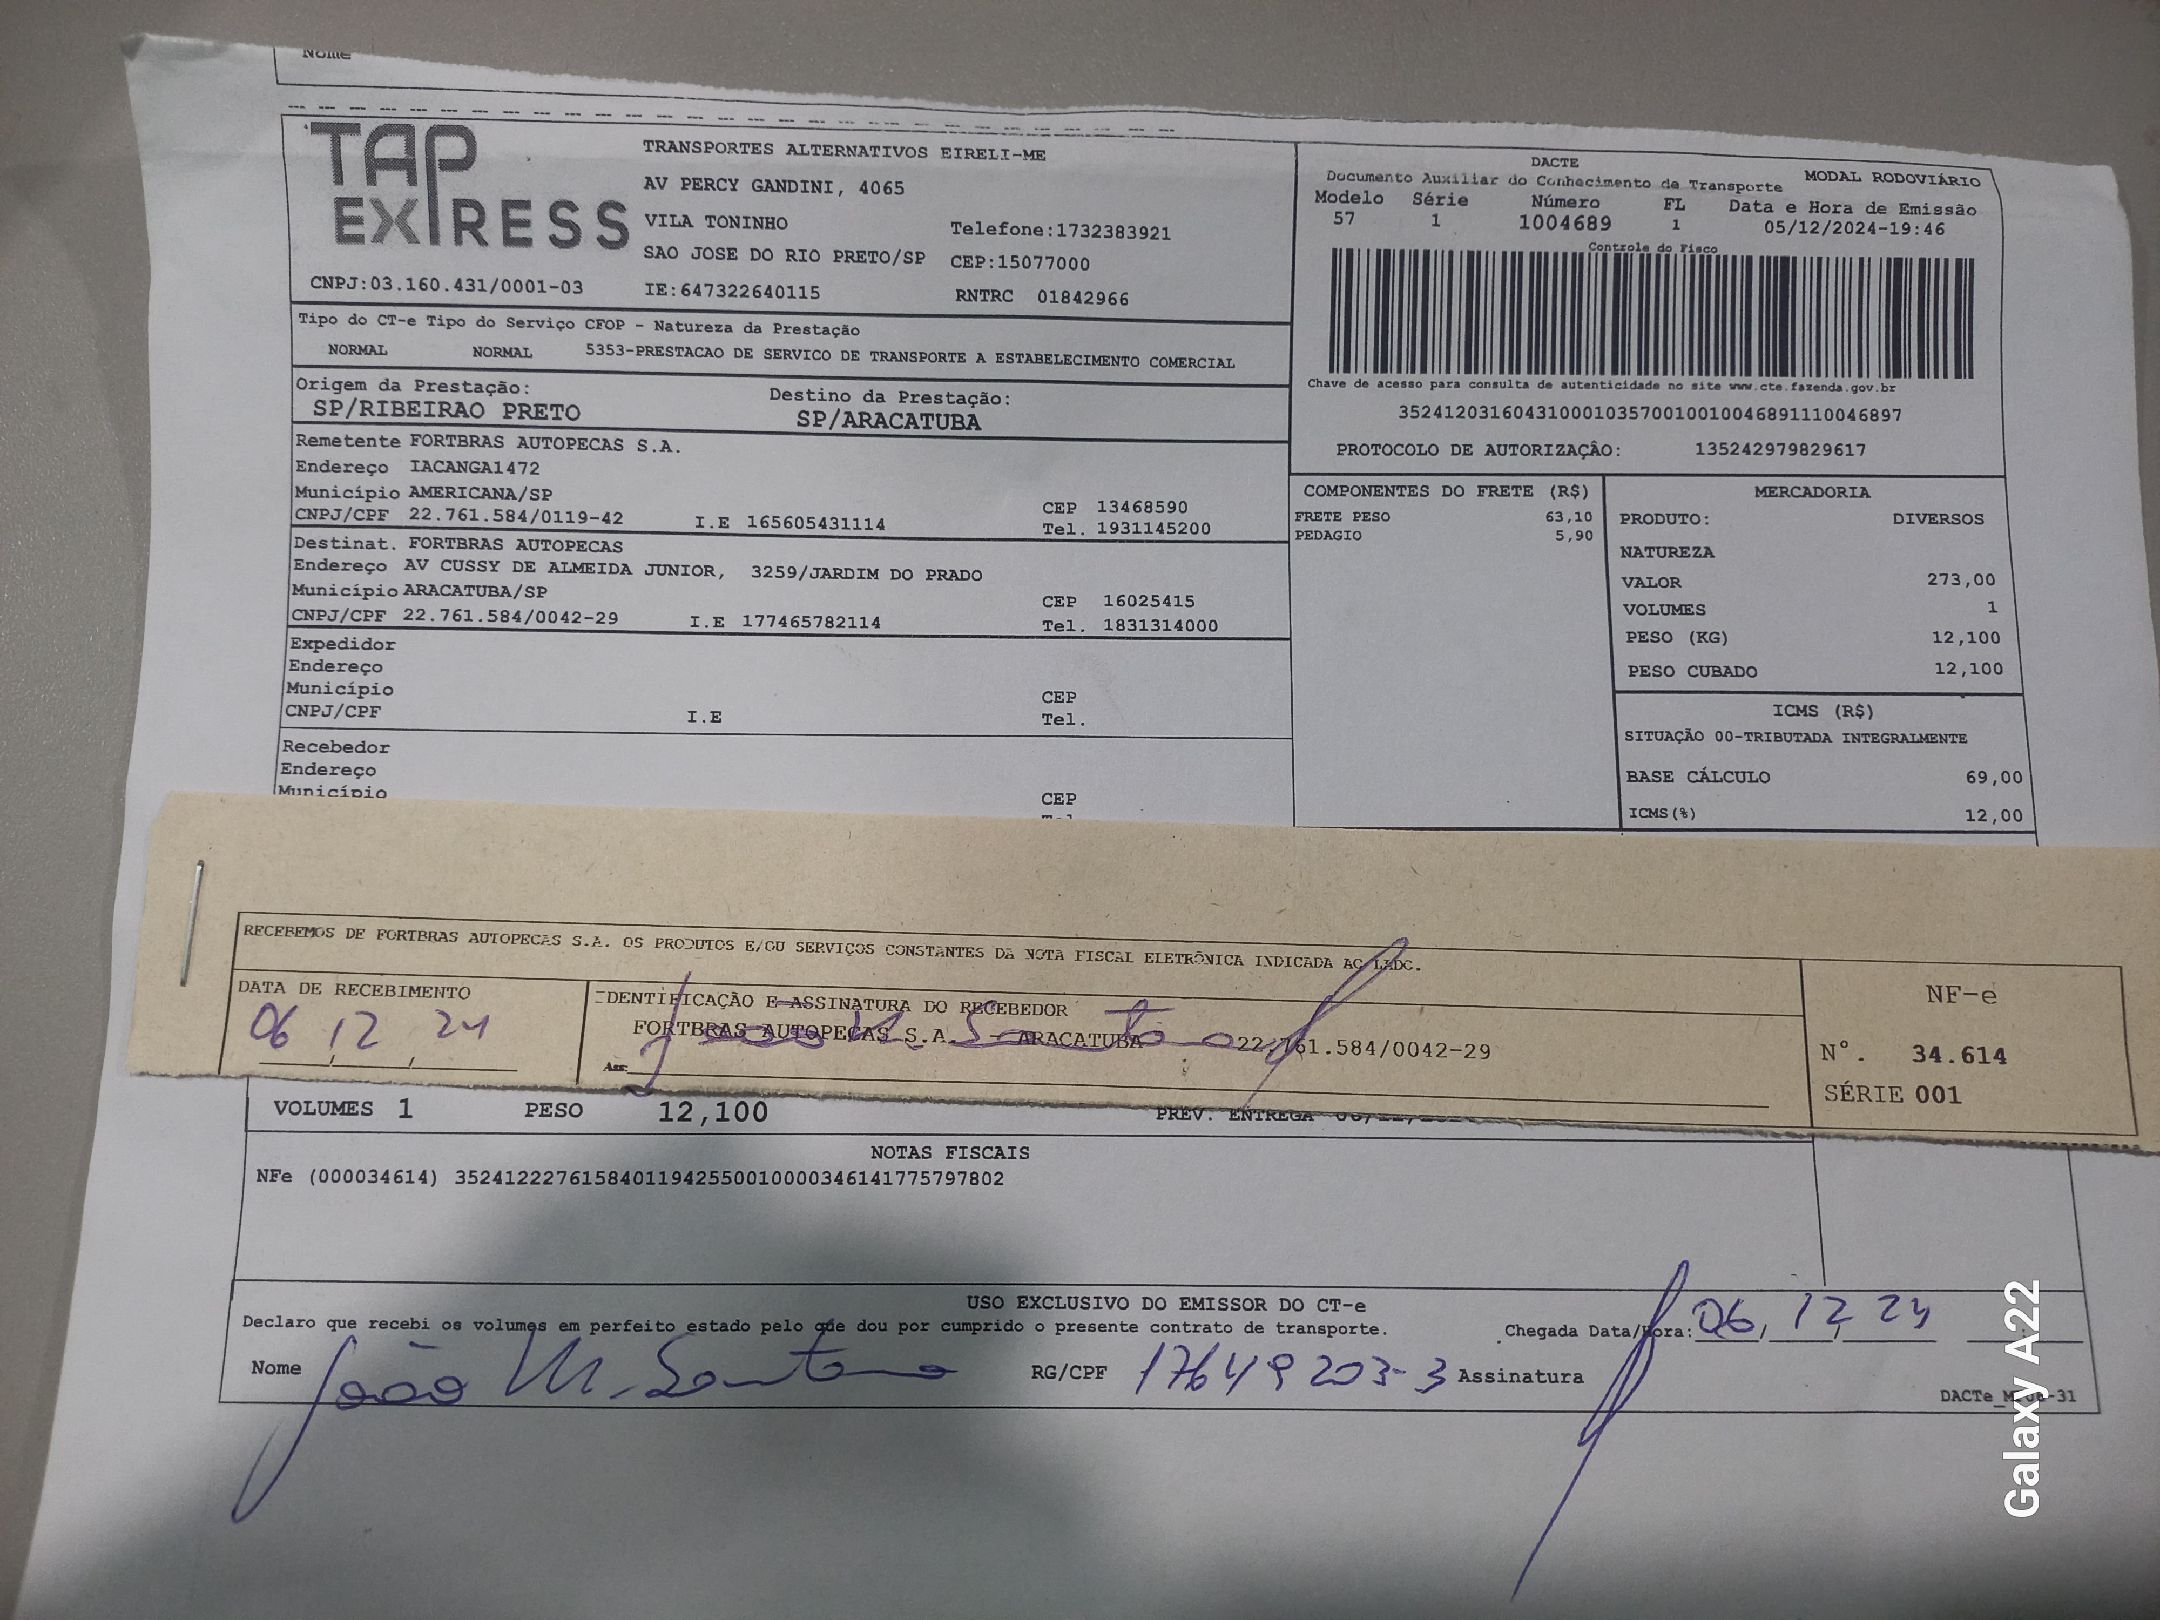 Nome
TAP EXPRESS
TRANSPORTES ALTERNATIVOS EIRELI-ME
AV PERCY GANDINI, 4065
VILA TONINHO Telefone:1732383921
SAO JOSE DO RIO PRETO/SP CEP:15077000
CNPJ:03.160.431/0001-03 IE:647322640115 RNTRC 01842966
DACTE
Documento Auxiliar do Conhecimento de Transporte MODAL RODOVIÁRIO
Modelo Série Número FL Data e Hora de Emissão
57 1 1004689 1 05/12/2024-19:46
Controle do Fisco
Chave de acesso para consulta de autenticidade no site www.cte.fazenda.gov.br
35241203160431000103570010010046891110046897
PROTOCOLO DE AUTORIZAÇÂO: 135242979829617
Tipo do CT-e Tipo do Serviço CFOP - Natureza da Prestação
NORMAL NORMAL 5353-PRESTACAO DE SERVICO DE TRANSPORTE A ESTABELECIMENTO COMERCIAL
Origem da Prestação: Destino da Prestação:
SP/RIBEIRAO PRETO SP/ARACATUBA
Remetente FORTBRAS AUTOPECAS S.A.
Endereço IACANGA1472
Município AMERICANA/SP CEP 13468590
CNPJ/CPF 22.761.584/0119-42 I.E 165605431114 Tel. 1931145200
Destinat. FORTBRAS AUTOPECAS
Endereço AV CUSSY DE ALMEIDA JUNIOR, 3259/JARDIM DO PRADO
Município ARACATUBA/SP CEP 16025415
CNPJ/CPF 22.761.584/0042-29 I.E 177465782114 Tel. 1831314000
Expedidor
Endereço
Município CEP
CNPJ/CPF I.E Tel.
Recebedor
Endereço
Município CEP
Tel
COMPONENTES DO FRETE (R$)
FRETE PESO 63,10
PEDAGIO 5,90
MERCADORIA
PRODUTO: DIVERSOS
NATUREZA
VALOR 273,00
VOLUMES 1
PESO (KG) 12,100
PESO CUBADO 12,100
ICMS (R$)
SITUAÇÃO 00-TRIBUTADA INTEGRALMENTE
BASE CÁLCULO 69,00
ICMS(%) 12,00
RECEBEMOS DE FORTBRAS AUTOPECAS S.A. OS PRODUTOS E/OU SERVIÇOS CONSTANTES DA NOTA FISCAL ELETRÔNICA INDICADA AO LADO.
DATA DE RECEBIMENTO IDENTIFICAÇÃO E ASSINATURA DO RECEBEDOR
06 12 24 João M. Santana
FORTBRAS AUTOPECAS S.A. - ARACATUBA 22.761.584/0042-29
Ass:
NF-e
N°. 34.614
SÉRIE 001
VOLUMES 1 PESO 12,100 PREV. ENTREGA
NOTAS FISCAIS
NFe (000034614) 35241222761584011942550010000346141775797802
USO EXCLUSIVO DO EMISSOR DO CT-e
Declaro que recebi os volumes em perfeito estado pelo que dou por cumprido o presente contrato de transporte. Chegada Data/Hora: 06, 12, 24
Nome João M. Santana RG/CPF 17649203-3 Assinatura
Galaxy A22